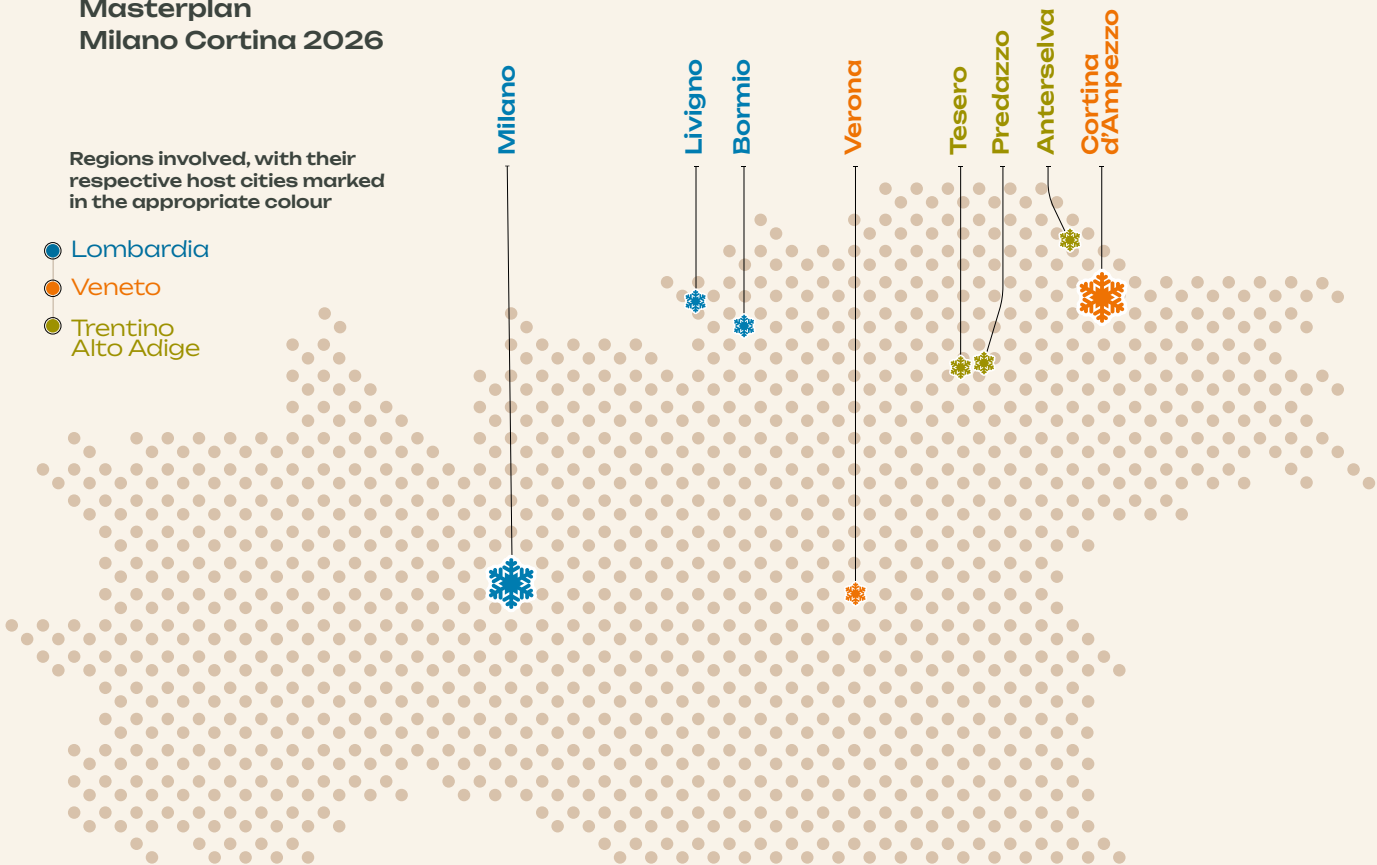 Masterplan
Milano Cortina 2026
Regions involved, with their
respective host cities marked
in the appropriate colour
Lombardia
Veneto
Trentino
Alto Adige
Milano
Livigno
Bormio
Verona
Tesero
Predazzo
Anterselva
Cortina
d'Ampezzo